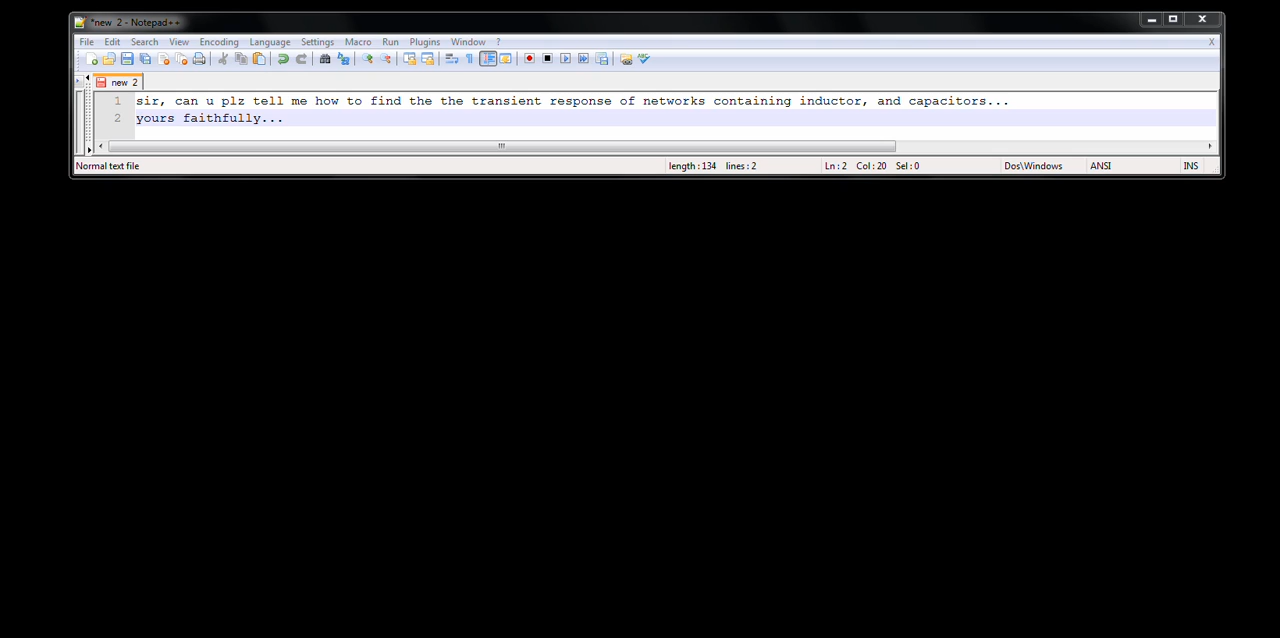 *new 2 - Notepad++
File Edit Search View Encoding Language Settings Macro Run Plugins Window ? X
new 2
1 sir, can u plz tell me how to find the the transient response of networks containing inductor, and capacitors...
2 yours faithfully...
Normal text file length : 134 lines : 2 Ln : 2 Col : 20 Sel : 0 Dos\Windows ANSI INS